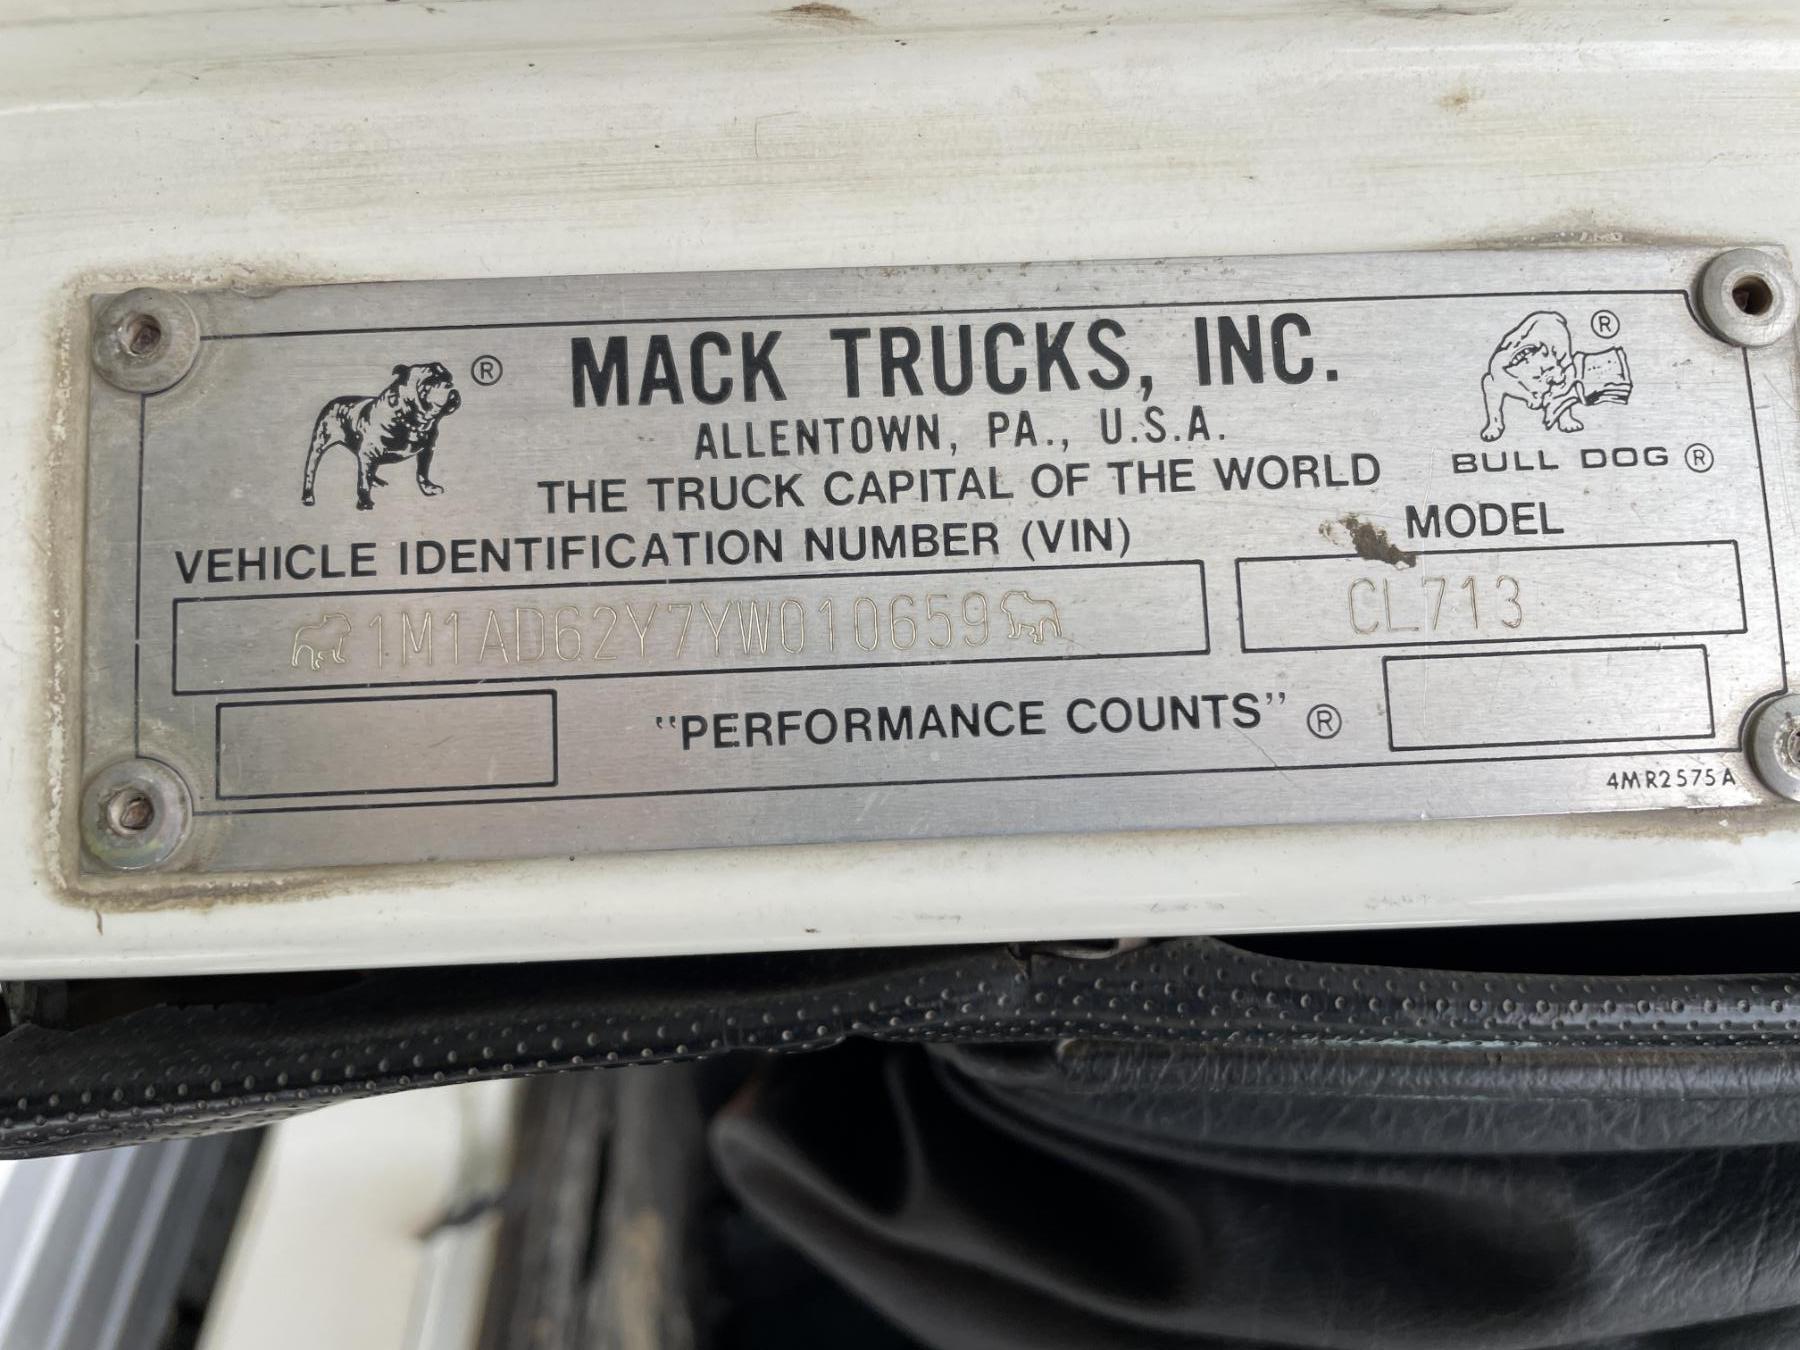 MACK TRUCKS, INC.
ALLENTOWN, PA., U.S.A.
THE TRUCK CAPITAL OF THE WORLD
BULL DOG ®
VEHICLE IDENTIFICATION NUMBER (VIN)
MODEL
1M1AD62Y7YW010659
CL713
"PERFORMANCE COUNTS" ®
4MR2575A